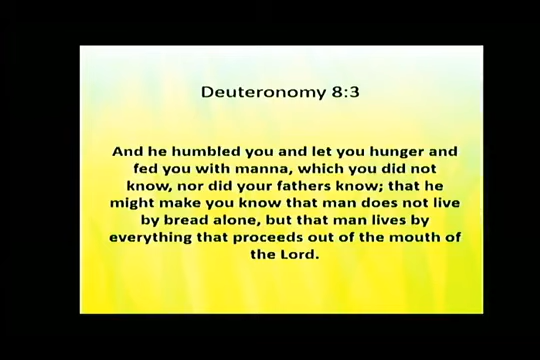 Deuteronomy 8:3
And he humbled you and let you hunger and
fed you with manna, which you did not
know, nor did your fathers know; that he
might make you know that man does not live
by bread alone, but that man lives by
everything that proceeds out of the mouth of
the Lord.